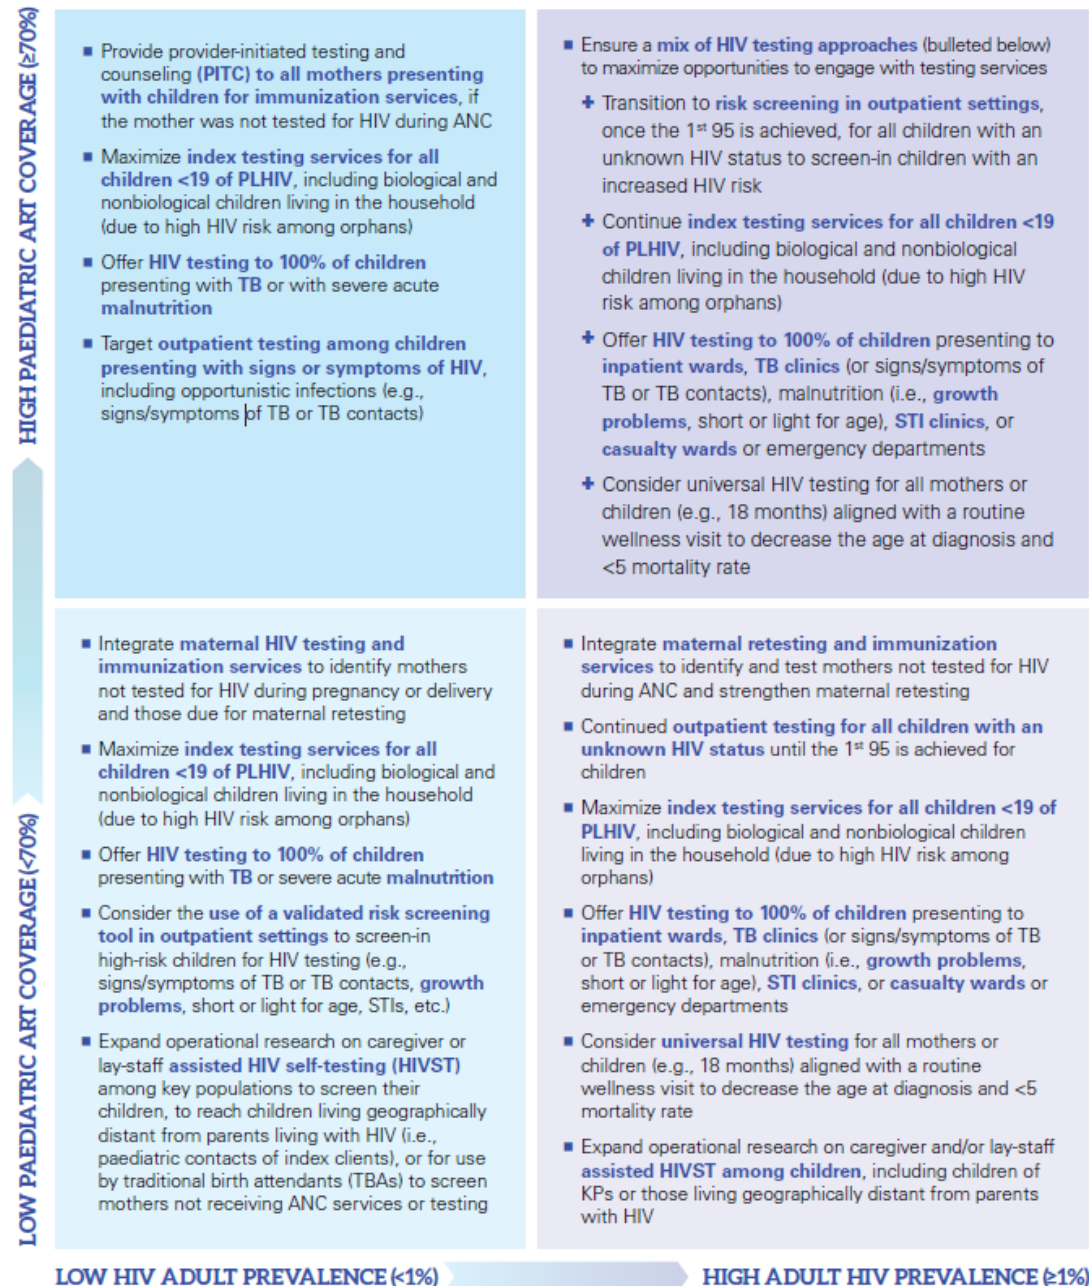 HIGH PAEDIATRIC ART COVERAGE (≥70%)
■ Provide provider-initiated testing and
counseling (PITC) to all mothers presenting
with children for immunization services, if
the mother was not tested for HIV during ANC
■ Maximize index testing services for all
children <19 of PLHIV, including biological and
nonbiological children living in the household
(due to high HIV risk among orphans)
■ Offer HIV testing to 100% of children
presenting with TB or with severe acute
malnutrition
■ Target outpatient testing among children
presenting with signs or symptoms of HIV,
including opportunistic infections (e.g.,
signs/symptoms of TB or TB contacts)
■ Ensure a mix of HIV testing approaches (bulleted below)
to maximize opportunities to engage with testing services
+ Transition to risk screening in outpatient settings,
once the 1st 95 is achieved, for all children with an
unknown HIV status to screen-in children with an
increased HIV risk
+ Continue index testing services for all children <19
of PLHIV, including biological and nonbiological
children living in the household (due to high HIV
risk among orphans)
+ Offer HIV testing to 100% of children presenting to
inpatient wards, TB clinics (or signs/symptoms of
TB or TB contacts), malnutrition (i.e., growth
problems, short or light for age), STI clinics, or
casualty wards or emergency departments
+ Consider universal HIV testing for all mothers or
children (e.g., 18 months) aligned with a routine
wellness visit to decrease the age at diagnosis and
<5 mortality rate
LOW PAEDIATRIC ART COVERAGE (<70%)
■ Integrate maternal HIV testing and
immunization services to identify mothers
not tested for HIV during pregnancy or delivery
and those due for maternal retesting
■ Maximize index testing services for all
children <19 of PLHIV, including biological and
nonbiological children living in the household
(due to high HIV risk among orphans)
■ Offer HIV testing to 100% of children
presenting with TB or severe acute malnutrition
■ Consider the use of a validated risk screening
tool in outpatient settings to screen-in
high-risk children for HIV testing (e.g.,
signs/symptoms of TB or TB contacts, growth
problems, short or light for age, STIs, etc.)
■ Expand operational research on caregiver or
lay-staff assisted HIV self-testing (HIVST)
among key populations to screen their
children, to reach children living geographically
distant from parents living with HIV (i.e.,
paediatric contacts of index clients), or for use
by traditional birth attendants (TBAs) to screen
mothers not receiving ANC services or testing
■ Integrate maternal retesting and immunization
services to identify and test mothers not tested for HIV
during ANC and strengthen maternal retesting
■ Continued outpatient testing for all children with an
unknown HIV status until the 1st 95 is achieved for
children
■ Maximize index testing services for all children <19 of
PLHIV, including biological and nonbiological children
living in the household (due to high HIV risk among
orphans)
■ Offer HIV testing to 100% of children presenting to
inpatient wards, TB clinics (or signs/symptoms of TB
or TB contacts), malnutrition (i.e., growth problems,
short or light for age), STI clinics, or casualty wards or
emergency departments
■ Consider universal HIV testing for all mothers or
children (e.g., 18 months) aligned with a routine
wellness visit to decrease the age at diagnosis and <5
mortality rate
■ Expand operational research on caregiver and/or lay-staff
assisted HIVST among children, including children of
KPs or those living geographically distant from parents
with HIV
LOW HIV ADULT PREVALENCE (<1%)
HIGH ADULT HIV PREVALENCE (≥1%)